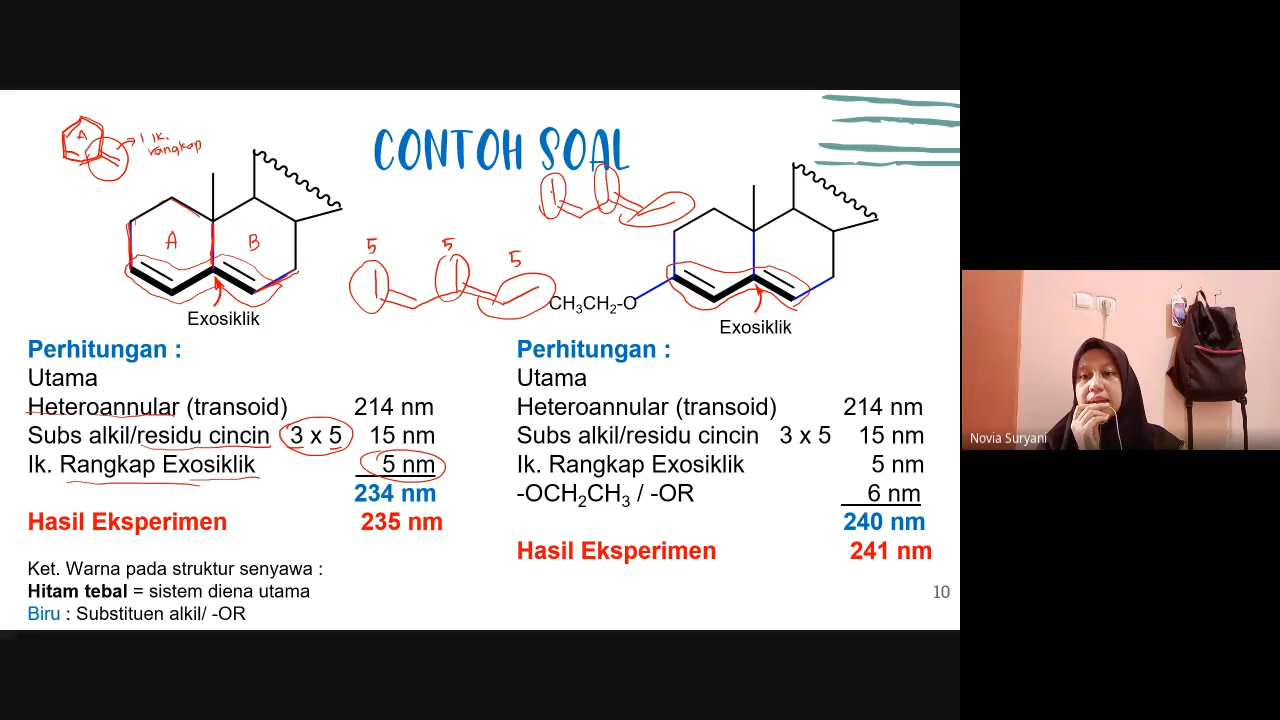 CONTOH SOAL
A
1 Ik.
rangkap
A
B
5
5
5
Exosiklik
CH₃CH₂-O
Exosiklik
Perhitungan :
Utama
Heteroannular (transoid) 214 nm
Subs alkil/residu cincin 3 x 5 15 nm
Ik. Rangkap Exosiklik 5 nm
234 nm
Hasil Eksperimen 235 nm
Ket. Warna pada struktur senyawa :
Hitam tebal = sistem diena utama
Biru : Substituen alkil/ -OR
Perhitungan :
Utama
Heteroannular (transoid) 214 nm
Subs alkil/residu cincin 3 x 5 15 nm
Ik. Rangkap Exosiklik 5 nm
-OCH₂CH₃ / -OR 6 nm
240 nm
Hasil Eksperimen 241 nm
10
Novia Suryani